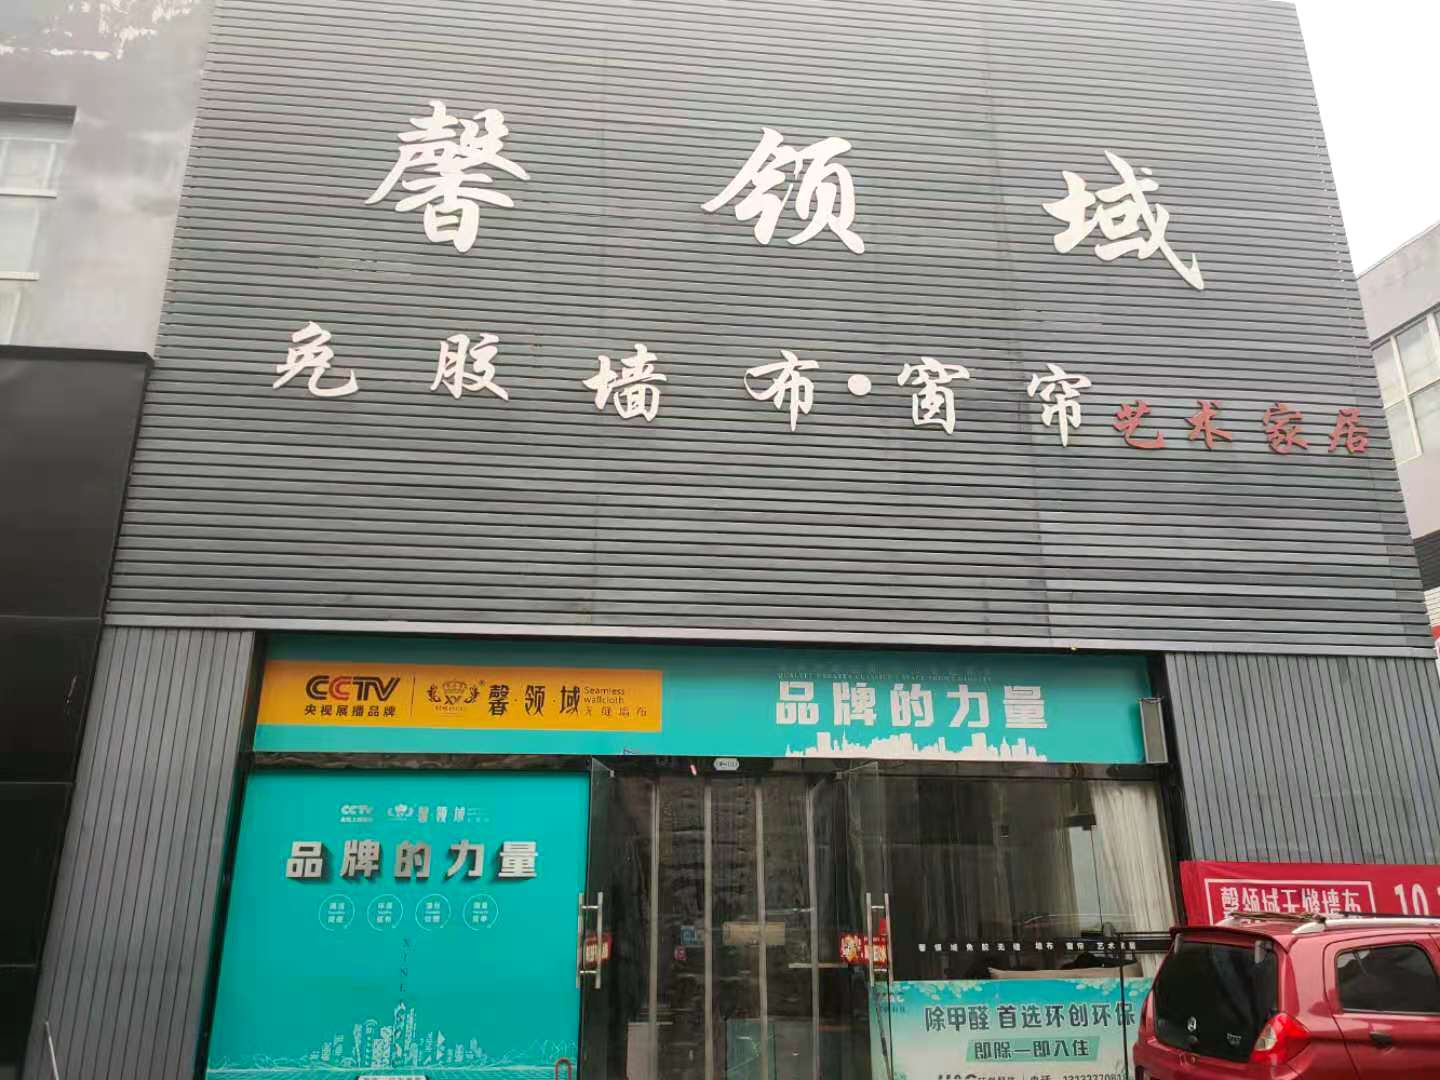 馨领域
免胶墙布·窗帘 艺术家居
CCTV
央视展播品牌
XY
馨·领·域
Seamless
wallcloth
无缝墙布
品牌的力量
CCTV
馨·领·域
品牌的力量
馨领域免胶无缝 墙布 窗帘 艺术家居
除甲醛 首选环创环保
即除一即入住
电话
馨领域无缝墙布 10